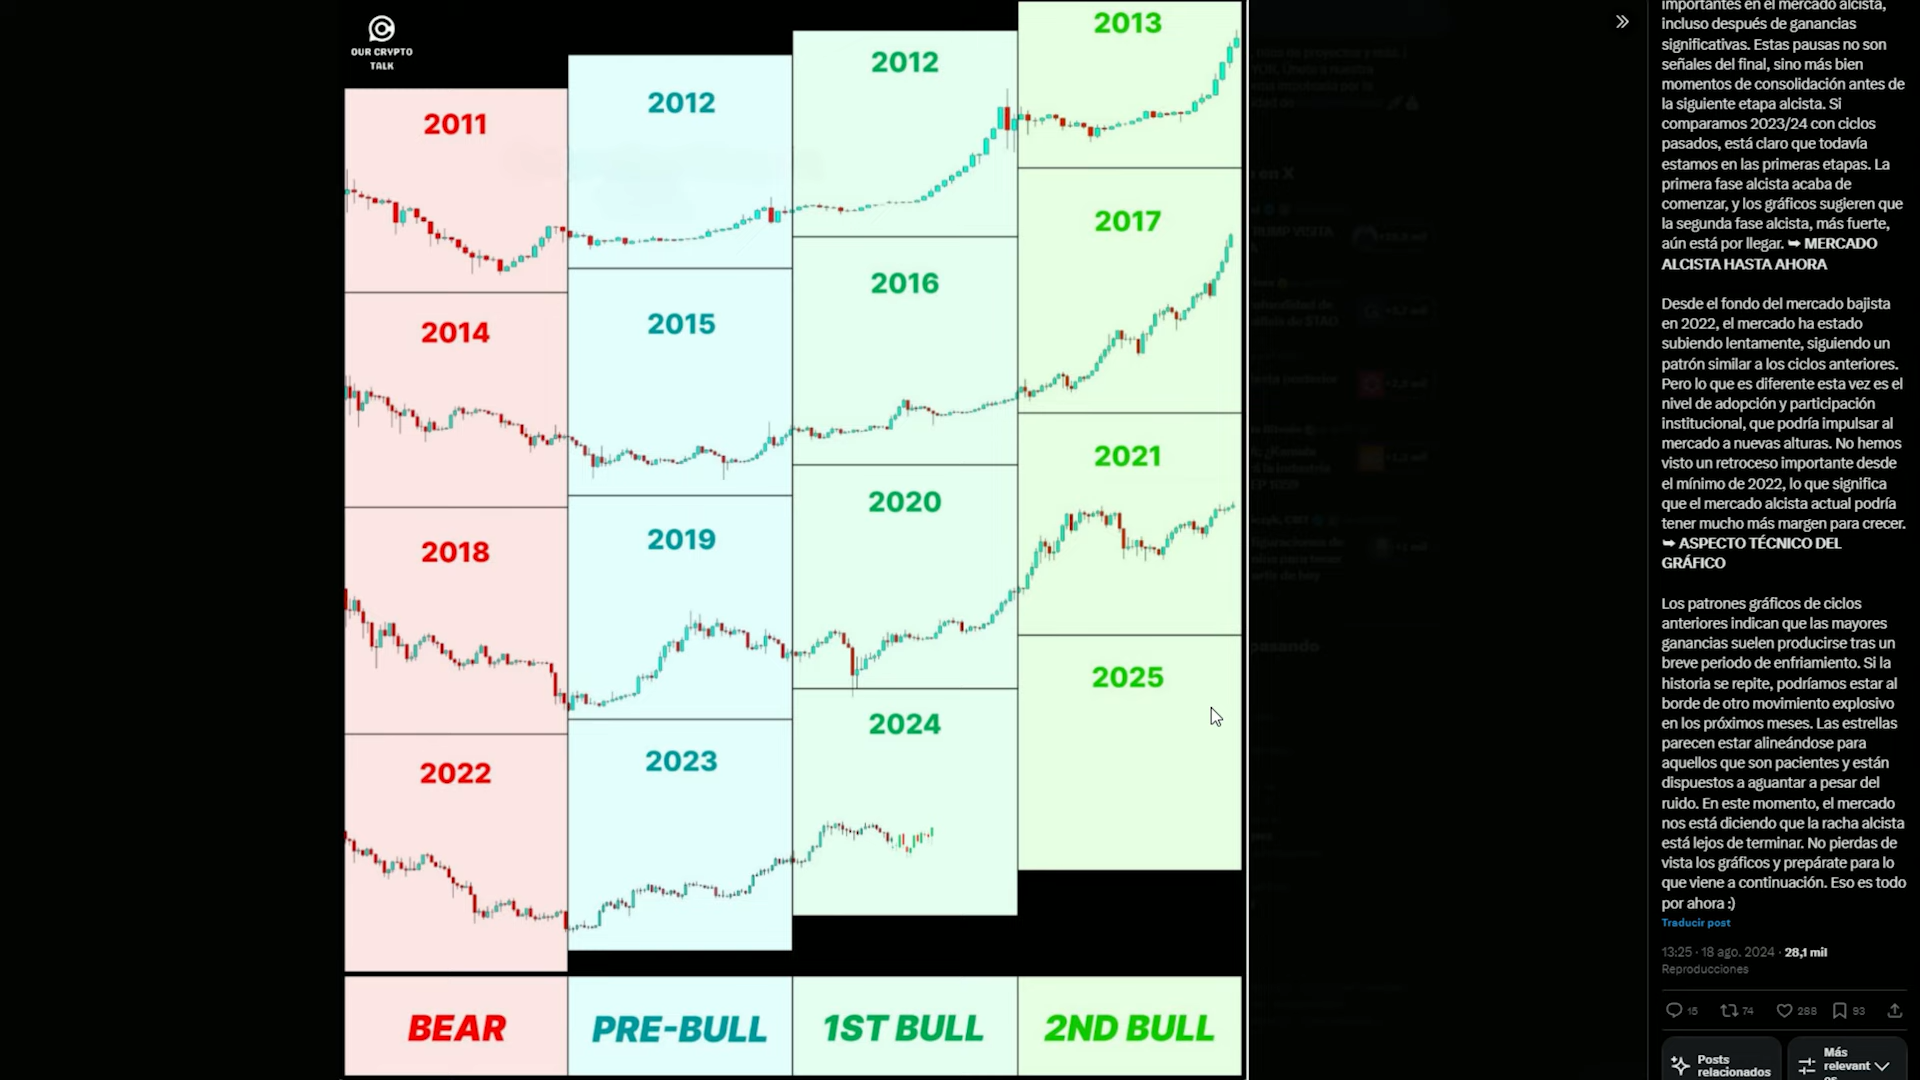 OUR CRYPTO
TALK
2011
2012
2012
2013
2014
2015
2016
2017
2018
2019
2020
2021
2022
2023
2024
2025
BEAR
PRE-BULL
1ST BULL
2ND BULL
importantes en el mercado alcista,
incluso después de ganancias
significativas. Estas pausas no son
señales del final, sino más bien
momentos de consolidación antes de
la siguiente etapa alcista. Si
comparamos 2023/24 con ciclos
pasados, está claro que todavía
estamos en las primeras etapas. La
primera fase alcista acaba de
comenzar, y los gráficos sugieren que
la segunda fase alcista, más fuerte,
aún está por llegar. ➥ MERCADO
ALCISTA HASTA AHORA
Desde el fondo del mercado bajista
en 2022, el mercado ha estado
subiendo lentamente, siguiendo un
patrón similar a los ciclos anteriores.
Pero lo que es diferente esta vez es el
nivel de adopción y participación
institucional, que podría impulsar al
mercado a nuevas alturas. No hemos
visto un retroceso importante desde
el mínimo de 2022, lo que significa
que el mercado alcista actual podría
tener mucho más margen para crecer.
➥ ASPECTO TÉCNICO DEL
GRÁFICO
Los patrones gráficos de ciclos
anteriores indican que las mayores
ganancias suelen producirse tras un
breve periodo de enfriamiento. Si la
historia se repite, podríamos estar al
borde de otro movimiento explosivo
en los próximos meses. Las estrellas
parecen estar alineándose para
aquellos que son pacientes y están
dispuestos a aguantar a pesar del
ruido. En este momento, el mercado
nos está diciendo que la racha alcista
está lejos de terminar. No pierdas de
vista los gráficos y prepárate para lo
que viene a continuación. Eso es todo
por ahora :)
Traducir post
13:25 · 18 ago. 2024 · 28,1 mil
Reproducciones
15 74 288 93
Posts
relacionados
Más
relevant
es